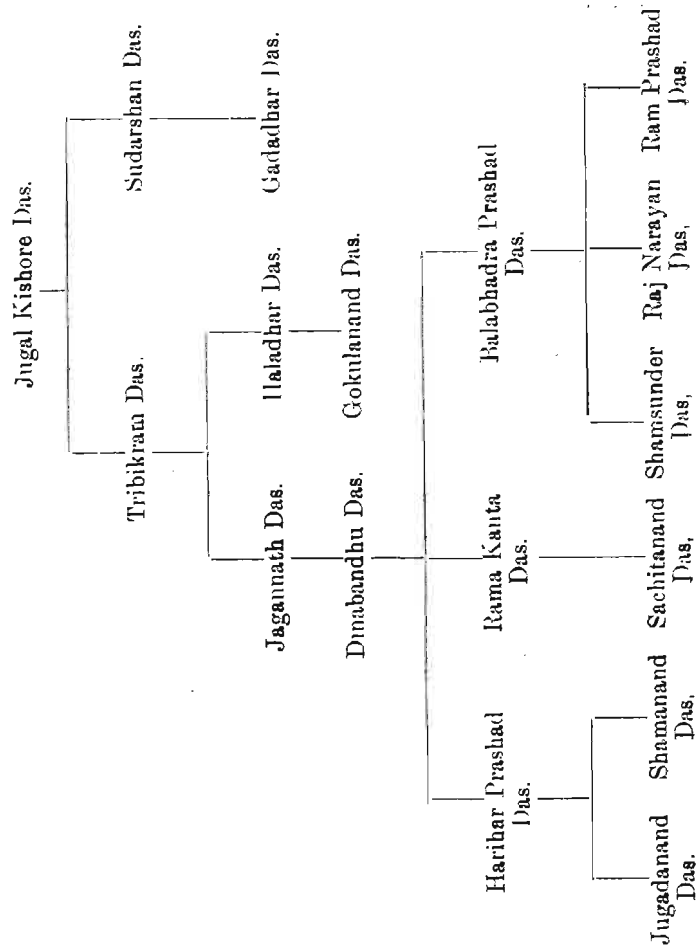 Jugal Kishore Das.
Tribikram Das. Sudarshan Das.
Jagannath Das. Haladhar Das. Gadadhar Das.
Dinabandhu Das. Gokulanand Das.
Harihar Prashad Rama Kanta Balabhadra Prashad
Das. Das. Das.
Jugadanand Shamanand Sachitanand Shamsunder Raj Narayan Ram Prashad
Das. Das, Das, Das, Das, Das.